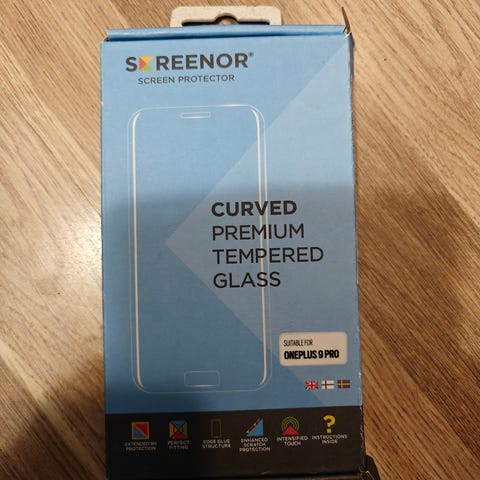 SCREENOR®
SCREEN PROTECTOR
CURVED
PREMIUM
TEMPERED
GLASS
SUITABLE FOR
ONEPLUS 9 PRO
EXTENDED 9H
PROTECTION
PERFECT
FITTING
EDGE GLUE
STRUCTURE
ENHANCED
SCRATCH
PROTECTION
INTENSIFIED
TOUCH
?
INSTRUCTIONS
INSIDE